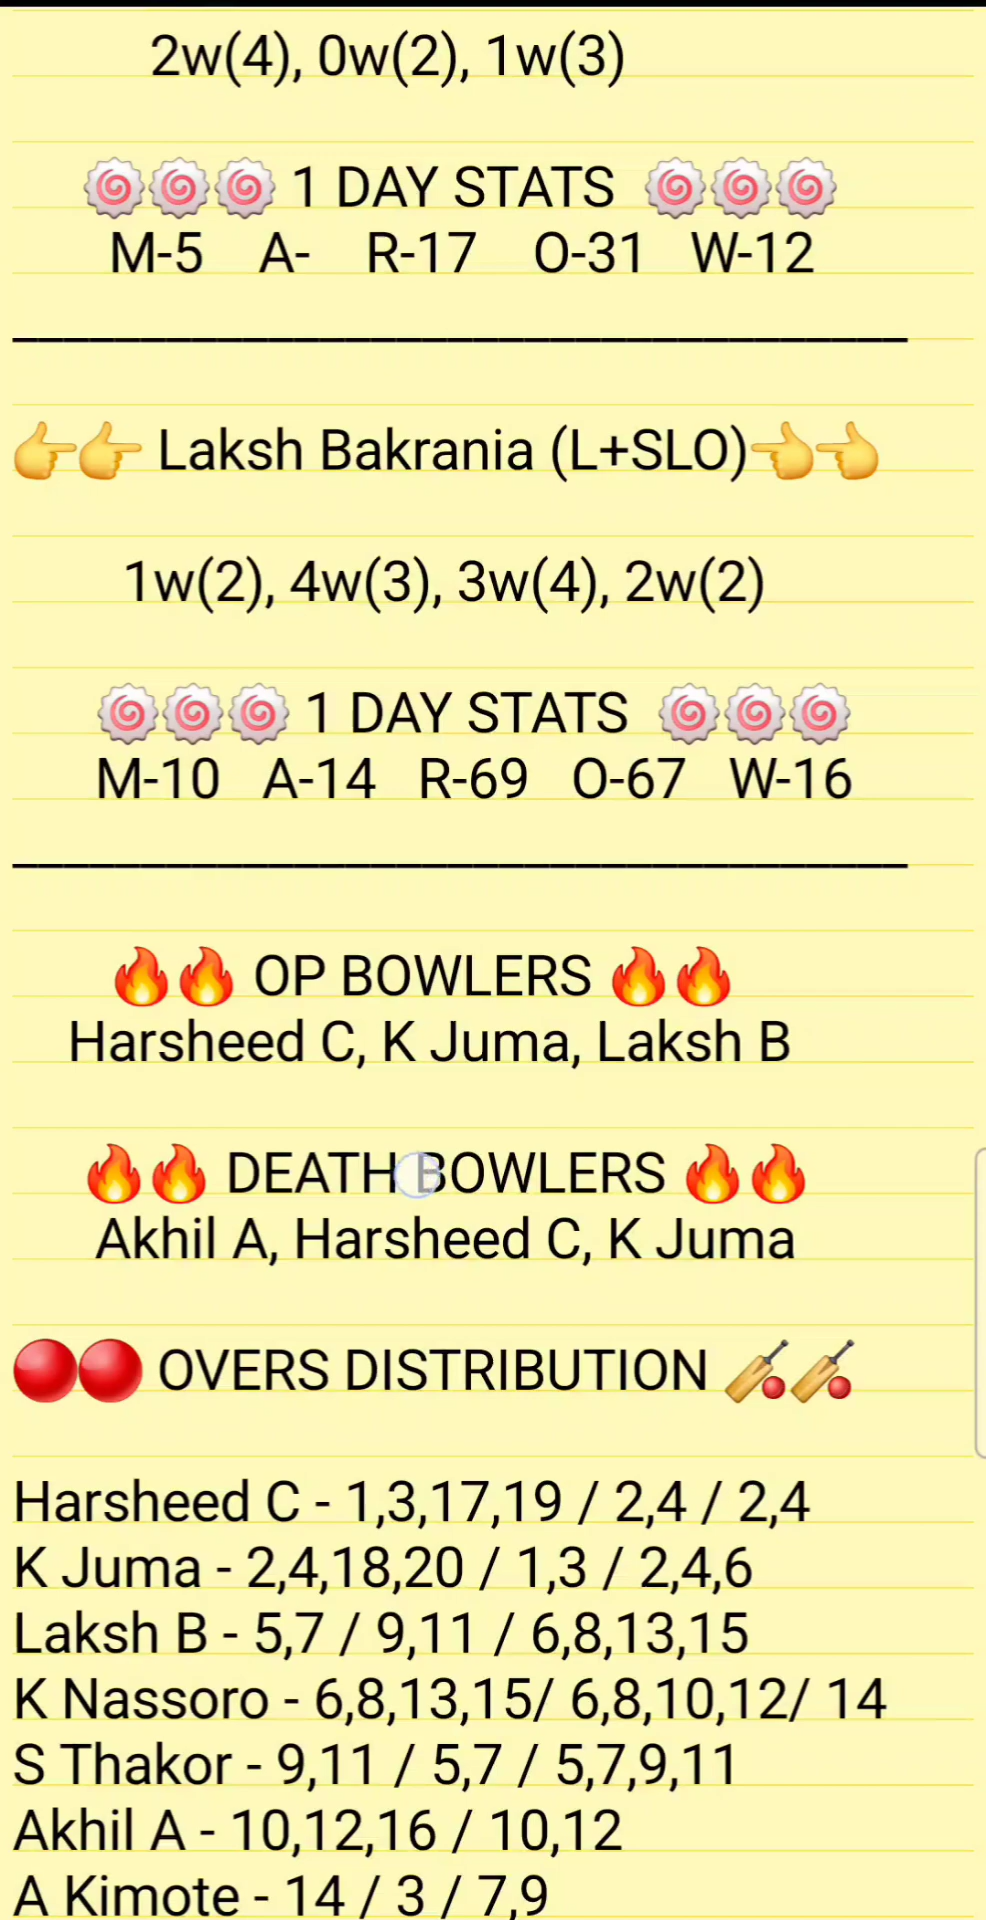 2w(4), 0w(2), 1w(3)
🍥🍥🍥 1 DAY STATS 🍥🍥🍥
M-5 A- R-17 O-31 W-12
👉👉 Laksh Bakrania (L+SLO)👈👈
1w(2), 4w(3), 3w(4), 2w(2)
🍥🍥🍥 1 DAY STATS 🍥🍥🍥
M-10 A-14 R-69 O-67 W-16
🔥🔥 OP BOWLERS 🔥🔥
Harsheed C, K Juma, Laksh B
🔥🔥 DEATH BOWLERS 🔥🔥
Akhil A, Harsheed C, K Juma
🔴🔴 OVERS DISTRIBUTION 🏏🏏
Harsheed C - 1,3,17,19 / 2,4 / 2,4
K Juma - 2,4,18,20 / 1,3 / 2,4,6
Laksh B - 5,7 / 9,11 / 6,8,13,15
K Nassoro - 6,8,13,15/ 6,8,10,12/ 14
S Thakor - 9,11 / 5,7 / 5,7,9,11
Akhil A - 10,12,16 / 10,12
A Kimote - 14 / 3 / 7,9